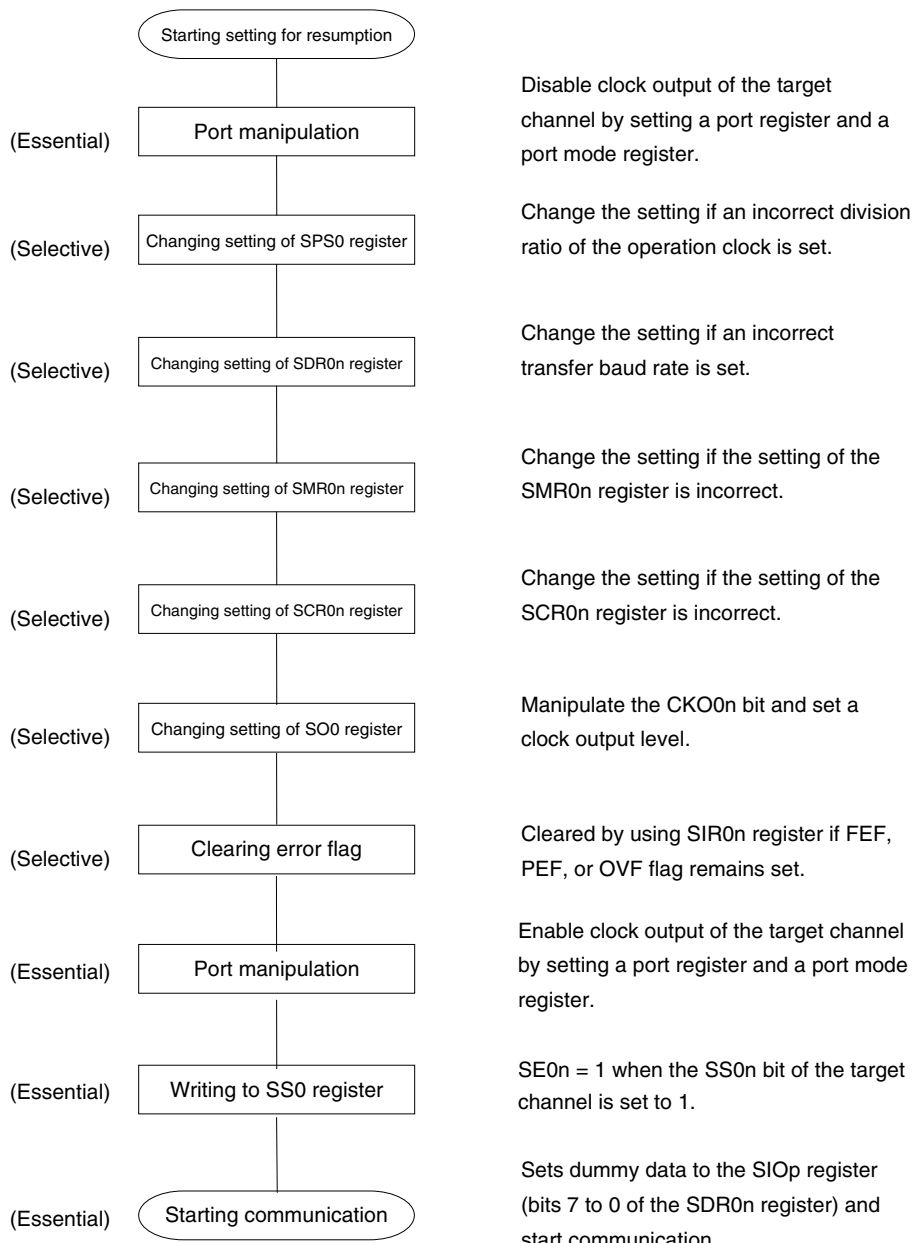 Starting setting for resumption
(Essential)
Port manipulation
Disable clock output of the target
channel by setting a port register and a
port mode register.
(Selective)
Changing setting of SPS0 register
Change the setting if an incorrect division
ratio of the operation clock is set.
(Selective)
Changing setting of SDR0n register
Change the setting if an incorrect
transfer baud rate is set.
(Selective)
Changing setting of SMR0n register
Change the setting if the setting of the
SMR0n register is incorrect.
(Selective)
Changing setting of SCR0n register
Change the setting if the setting of the
SCR0n register is incorrect.
(Selective)
Changing setting of SO0 register
Manipulate the CKO0n bit and set a
clock output level.
(Selective)
Clearing error flag
Cleared by using SIR0n register if FEF,
PEF, or OVF flag remains set.
(Essential)
Port manipulation
Enable clock output of the target channel
by setting a port register and a port mode
register.
(Essential)
Writing to SS0 register
SE0n = 1 when the SS0n bit of the target
channel is set to 1.
(Essential)
Starting communication
Sets dummy data to the SIOp register
(bits 7 to 0 of the SDR0n register) and
start communication